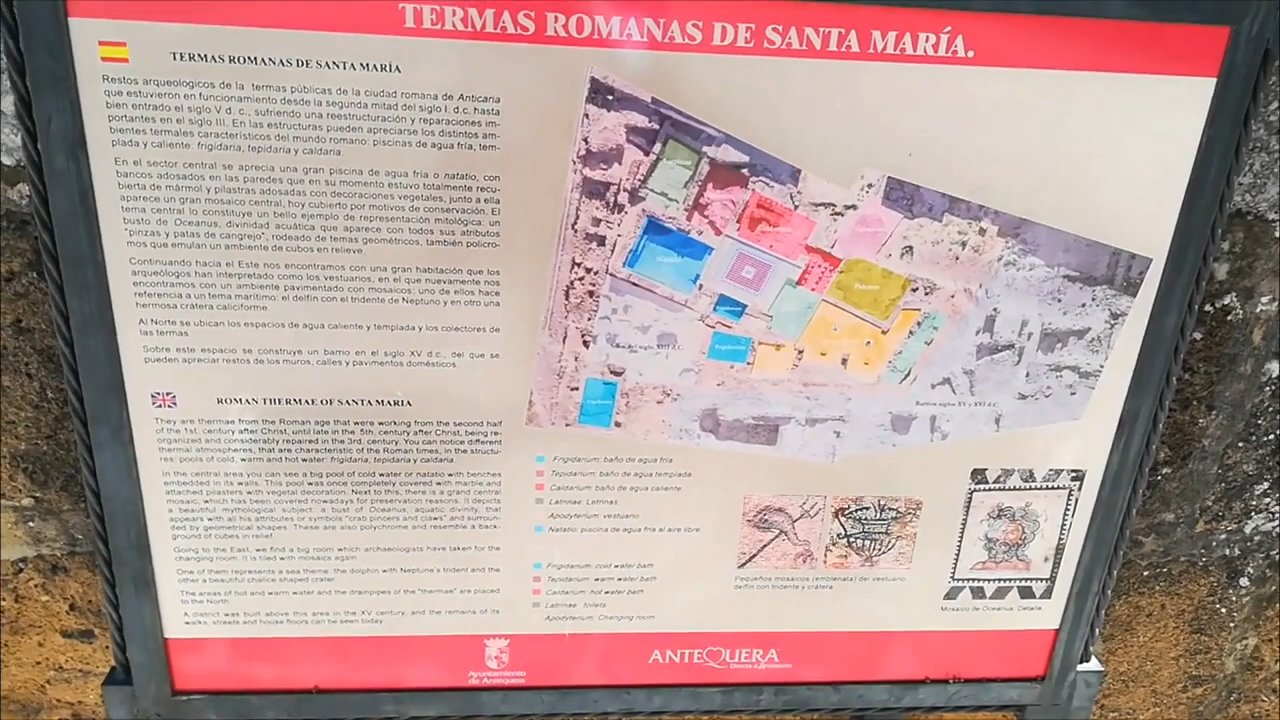 TERMAS ROMANAS DE SANTA MARÍA.
TERMAS ROMANAS DE SANTA MARÍA
Restos arqueologicos de la termas públicas de la ciudad romana de Anticaria
que estuvieron en funcionamiento desde la segunda mitad del siglo I. d.c. hasta
bien entrado el siglo V d. c., sufriendo una reestructuración y reparaciones im-
portantes en el siglo III. En las estructuras pueden apreciarse los distintos am-
bientes termales característicos del mundo romano: piscinas de agua fría, tem-
plada y caliente: frigidaria, tepidaria y caldaria.
En el sector central se aprecia una gran piscina de agua fría o natatio, con
bancos adosados en las paredes que en su momento estuvo totalmente recu-
bierta de mármol y pilastras adosadas con decoraciones vegetales, junto a ella
aparece un gran mosaico central, hoy cubierto por motivos de conservación. El
tema central lo constituye un bello ejemplo de representación mitológica: un
busto de Oceanus, divinidad acuática que aparece con todos sus atributos
"pinzas y patas de cangrejo", rodeado de temas geométricos, también policro-
mos que emulan un ambiente de cubos en relieve.
Continuando hacia el Este nos encontramos con una gran habitación que los
arqueólogos han interpretado como los vestuarios, en el que nuevamente nos
encontramos con un ambiente pavimentado con mosaicos: uno de ellos hace
referencia a un tema marítimo: el delfín con el tridente de Neptuno y en otro una
hermosa crátera caliciforme
Al Norte se ubican los espacios de agua caliente y templada y los colectores de
las termas.
Sobre este espacio se construye un barrio en el siglo XV d.c., del que se
pueden apreciar restos de los muros, calles y pavimentos domésticos.
ROMAN THERMAE OF SANTA MARIA
They are thermae from the Roman age that were working from the second half
of the 1st. century after Christ, until late in the 5th. century after Christ, being re-
organized and considerably repaired in the 3rd. century. You can notice different
thermal atmospheres, that are characteristic of the Roman times, in the structu-
res: pools of cold, warm and hot water: frigidaria, tepidaria y caldaria.
In the central area you can see a big pool of cold water or natatio with benches
embedded in its walls. This pool was once completely covered with marble and
attached pilasters with vegetal decoration. Next to this, there is a grand central
mosaic, which has been covered nowadays for preservation reasons. It depicts
a beautiful mythological subject: a bust of Oceanus, aquatic divinity, that
appears with all his attributes or symbols "crab pincers and claws" and surroun-
ded by geometrical shapes. These are also polychrome and resemble a back-
ground of cubes in relief.
Going to the East, we find a big room which archaeologists have taken for the
changing room. It is tiled with mosaics again.
One of them represents a sea theme: the dolphin with Neptune's trident and the
other a beautiful chalice shaped crater.
The areas of hot and warm water and the drainpipes of the "thermae" are placed
to the North.
A district was built above this area in the XV century, and the remains of its
walks, streets and house floors can be seen today.
Natatio
Palestra
Frigidarium
Frigidarium
Barrios siglos XV y XVI d.C.
Frigidarium: baño de agua fría
Tepidarium: baño de agua templada
Caldarium: baño de agua caliente
Latrinae: Letrinas
Apodyterium: vestuario
Natatio: piscina de agua fría al aire libre
Frigidarium: cold water bath
Tepidarium: warm water bath
Caldarium: hot water bath
Latrinae: toilets
Apodyterium: Changing room
Pequeños mosaicos (emblenata) del vestuario.
delfín con tridente y crátera.
Mosaico de Oceanus. Detalle.
Ayuntamiento
de Antequera
ANTEQUERA
Directa a tu corazón